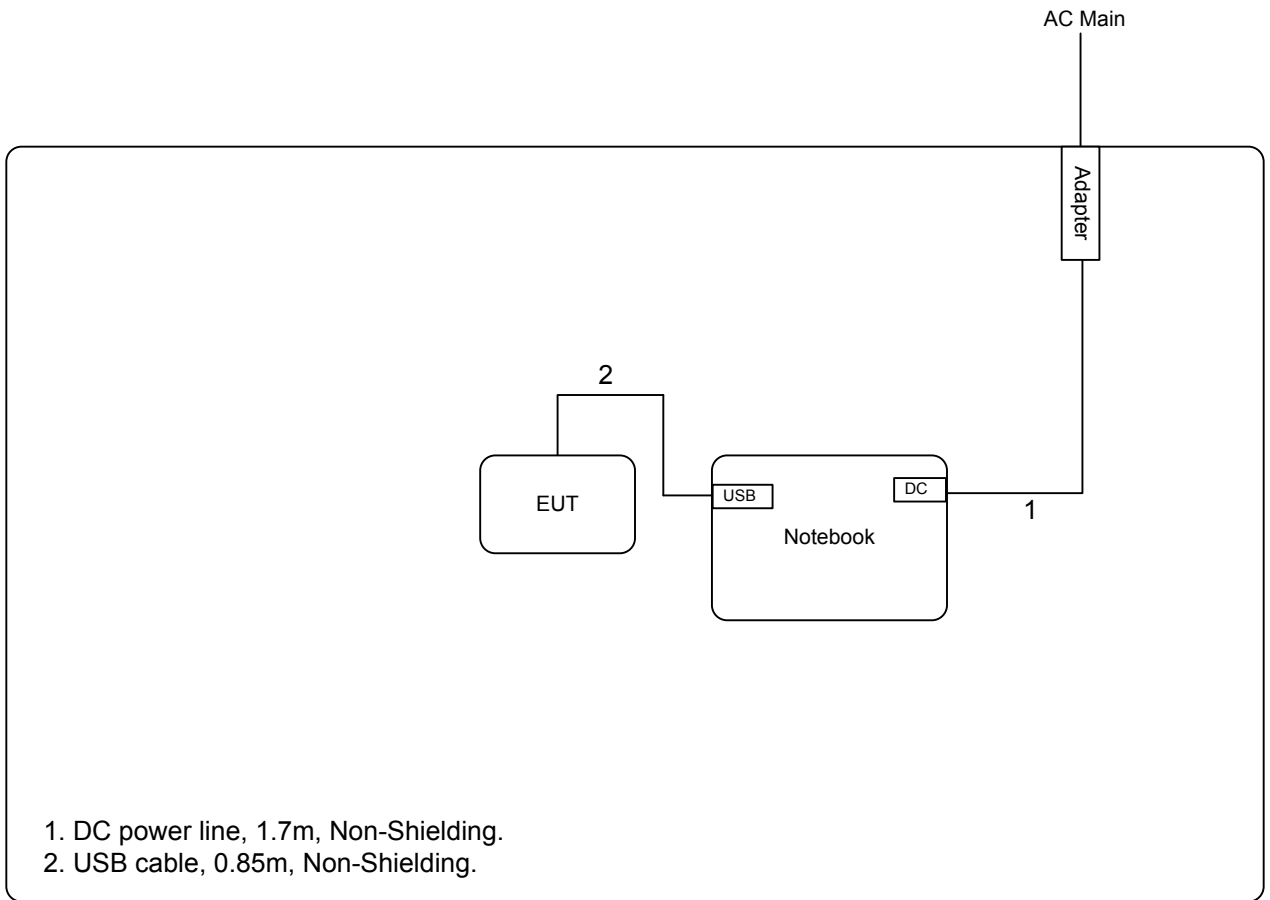 AC Main
Adapter
2
EUT
USB
DC
Notebook
1
1. DC power line, 1.7m, Non-Shielding.
2. USB cable, 0.85m, Non-Shielding.